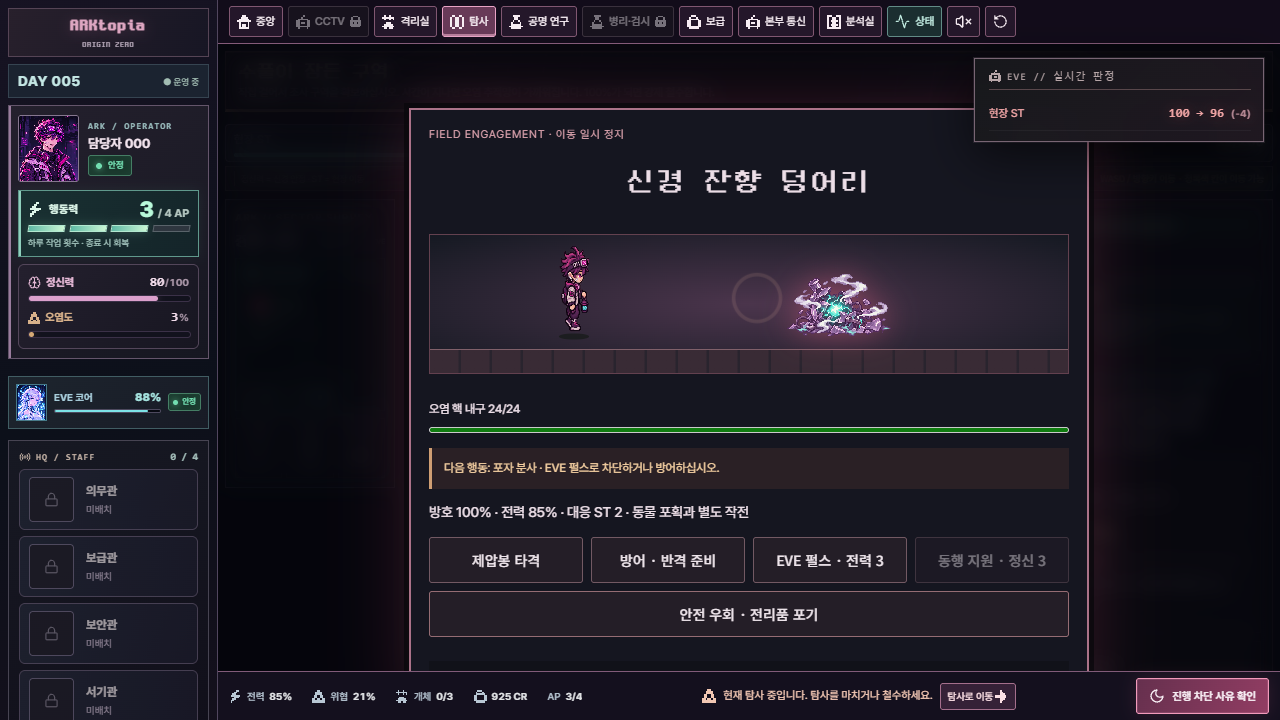 ARKtopia
ORIGIN ZERO
중앙
CCTV
격리실
탐사
공명 연구
병리·검시
보급
본부 통신
분석실
상태
DAY 005
운영 중
ARK / OPERATOR
담당자 000
안정
행동력
3 / 4 AP
하루 작업 횟수 · 종료 시 회복
정신력
80/100
오염도
3%
EVE 코어
88%
안정
HQ / STAFF
0 / 4
의무관
미배치
보급관
미배치
보안관
미배치
서기관
미배치
EVE // 실시간 판정
현장 ST
100 → 96 (-4)
FIELD ENGAGEMENT · 이동 일시 정지
신경 잔향 덩어리
오염 핵 내구 24/24
다음 행동: 포자 분사 · EVE 펄스로 차단하거나 방어하십시오.
방호 100% · 전력 85% · 대응 ST 2 · 동물 포획과 별도 작전
제압봉 타격
방어 · 반격 준비
EVE 펄스 · 전력 3
동행 지원 · 정신 3
안전 우회 · 전리품 포기
전력 85%
위협 21%
개체 0/3
925 CR
AP 3/4
현재 탐사 중입니다. 탐사를 마치거나 철수하세요.
탐사로 이동
진행 차단 사유 확인